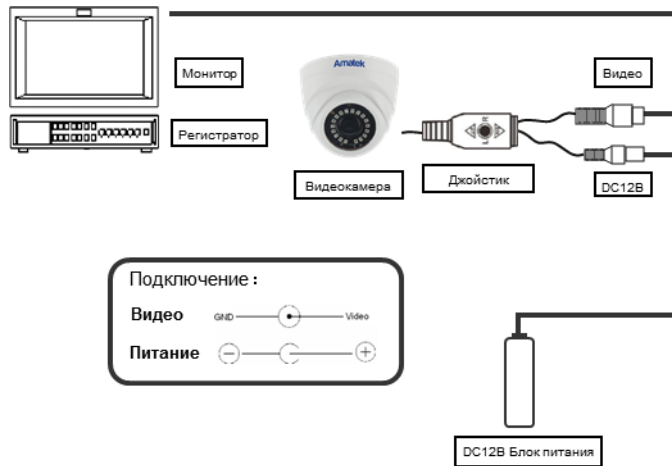 Amatek
Монитор
Видео
Регистратор
Видеокамера
Джойстик
DC12В
Подключение:
Видео GND Video
Питание
DC12В Блок питания